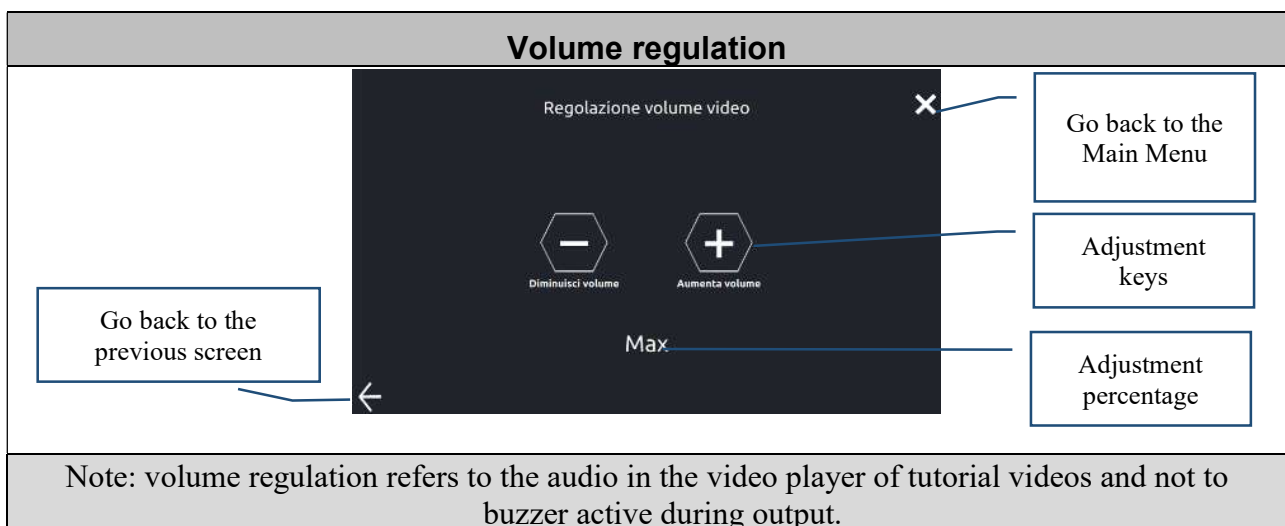 Volume regulation
Regolazione volume video
Go back to the
Main Menu
Diminuisci volume
Aumenta volume
Adjustment
keys
Go back to the
previous screen
Max
Adjustment
percentage
Note: volume regulation refers to the audio in the video player of tutorial videos and not to
buzzer active during output.